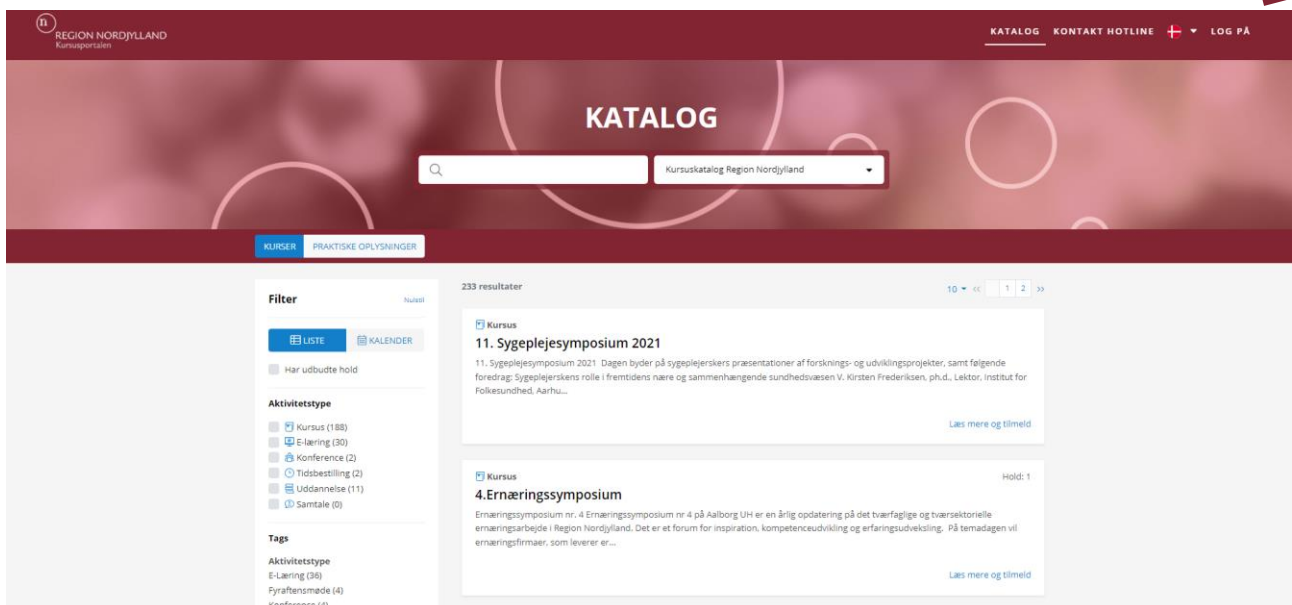 n
REGION NORDJYLLAND
Kursusportalen
KATALOG KONTAKT HOTLINE LOG PÅ
KATALOG
Kursuskatalog Region Nordjylland
KURSER PRAKTISKE OPLYSNINGER
Filter Nulstil
LISTE KALENDER
Har udbudte hold
Aktivitetstype
Kursus (188)
E-læring (30)
Konference (2)
Tidsbestilling (2)
Uddannelse (11)
Samtale (0)
Tags
Aktivitetstype
E-Læring (36)
Fyraftensmøde (4)
Konference (4)
233 resultater 10 « 1 2 »
Kursus
11. Sygeplejesymposium 2021
11. Sygeplejesymposium 2021 Dagen byder på sygeplejerskers præsentationer af forsknings- og udviklingsprojekter, samt følgende
foredrag: Sygeplejerskens rolle i fremtidens nære og sammenhængende sundhedsvæsen V. Kirsten Frederiksen, ph.d., Lektor, Institut for
Folkesundhed, Aarhu...
Læs mere og tilmeld
Kursus Hold: 1
4.Ernæringssymposium
Ernæringssymposium nr. 4 Ernæringssymposium nr 4 på Aalborg UH er en årlig opdatering på det tværfaglige og tværsektorielle
ernæringsarbejde i Region Nordjylland. Det er et forum for inspiration, kompetenceudvikling og erfaringsudveksling. På temadagen vil
ernæringsfirmaer, som leverer er...
Læs mere og tilmeld